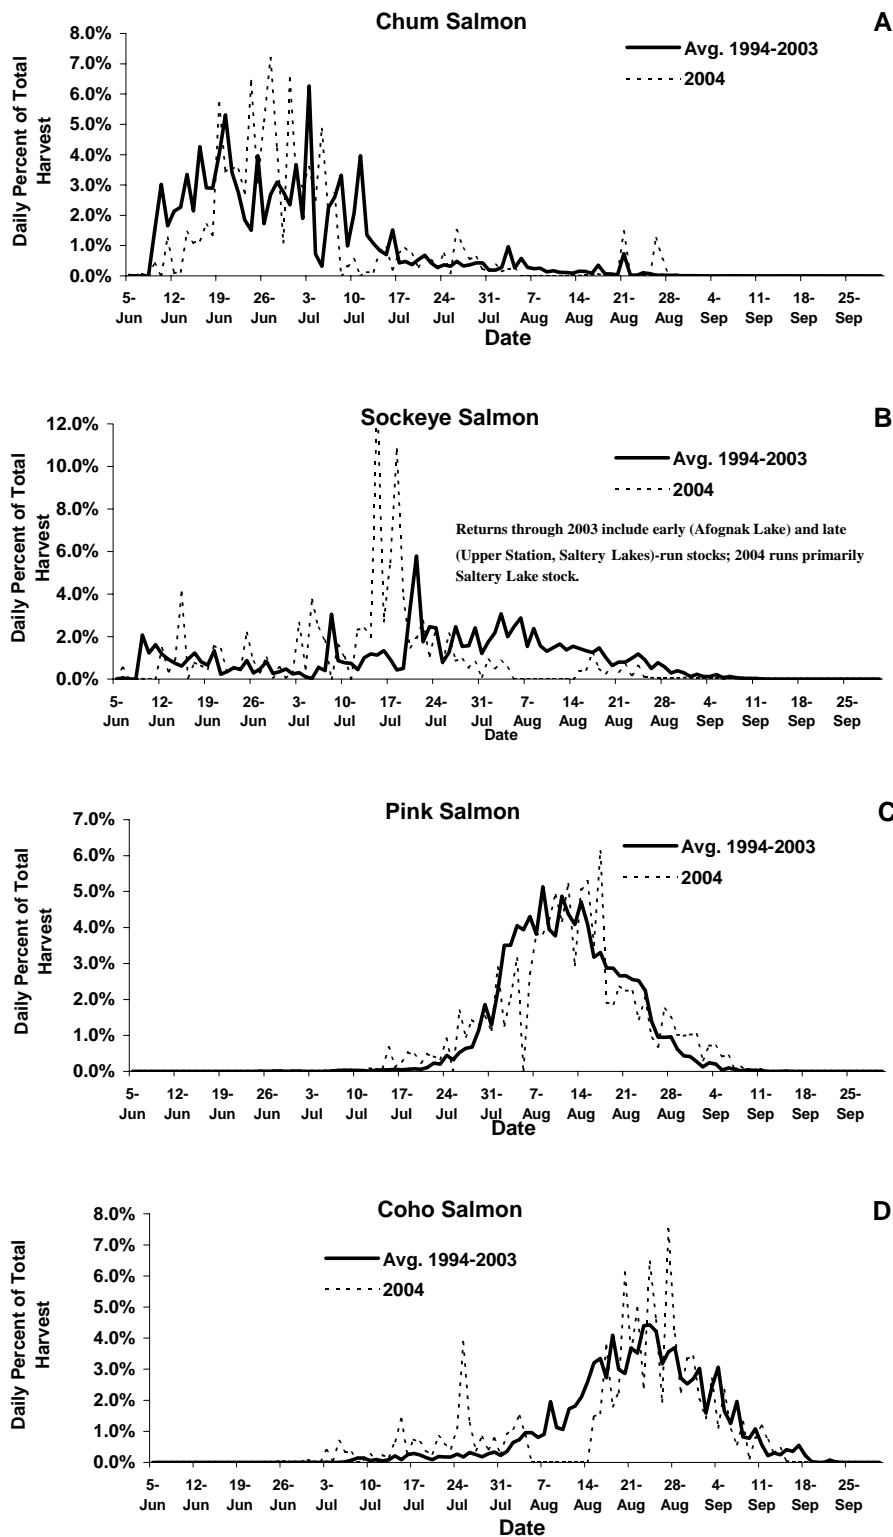 Chum Salmon
A
8.0%
7.0%
6.0%
5.0%
4.0%
3.0%
2.0%
1.0%
0.0%
Daily Percent of Total
Harvest
Avg. 1994-2003
2004
5- 12- 19- 26- 3- 10- 17- 24- 31- 7- 14- 21- 28- 4- 11- 18- 25-
Jun Jun Jun Jun Jul Jul Jul Jul Jul Aug Aug Aug Aug Sep Sep Sep Sep
Date
Sockeye Salmon
B
12.0%
10.0%
8.0%
6.0%
4.0%
2.0%
0.0%
Daily Percent of Total
Harvest
Avg. 1994-2003
2004
Returns through 2003 include early (Afognak Lake) and late
(Upper Station, Saltery Lakes)-run stocks; 2004 runs primarily
Saltery Lake stock.
5- 12- 19- 26- 3- 10- 17- 24- 31- 7- 14- 21- 28- 4- 11- 18- 25-
Jun Jun Jun Jun Jul Jul Jul Jul Jul Aug Aug Aug Aug Sep Sep Sep Sep
Date
Pink Salmon
C
7.0%
6.0%
5.0%
4.0%
3.0%
2.0%
1.0%
0.0%
Daily Percent of Total
Harvest
Avg. 1994-2003
2004
5- 12- 19- 26- 3- 10- 17- 24- 31- 7- 14- 21- 28- 4- 11- 18- 25-
Jun Jun Jun Jun Jul Jul Jul Jul Jul Aug Aug Aug Aug Sep Sep Sep Sep
Date
Coho Salmon
D
8.0%
7.0%
6.0%
5.0%
4.0%
3.0%
2.0%
1.0%
0.0%
Daily Percent of Total
Harvest
Avg. 1994-2003
2004
5- 12- 19- 26- 3- 10- 17- 24- 31- 7- 14- 21- 28- 4- 11- 18- 25-
Jun Jun Jun Jun Jul Jul Jul Jul Jul Aug Aug Aug Aug Sep Sep Sep Sep
Date